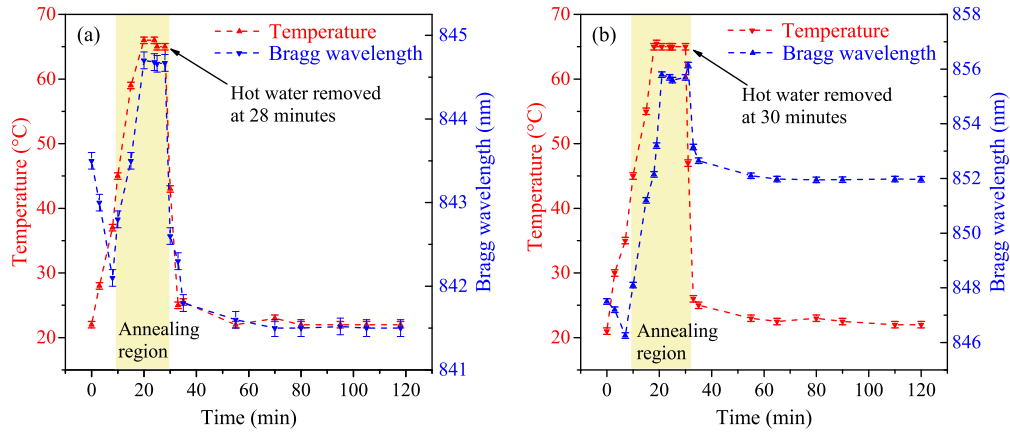 (a)
Temperature
Bragg wavelength
Hot water removed
at 28 minutes
Annealing
region
70
60
50
40
30
20
Temperature (°C)
845
844
843
842
841
Bragg wavelength (nm)
0
20
40
60
80
100
120
Time (min)
(b)
Temperature
Bragg wavelength
Hot water removed
at 30 minutes
Annealing
region
70
60
50
40
30
20
Temperature (°C)
858
856
854
852
850
848
846
Bragg wavelength (nm)
0
20
40
60
80
100
120
Time (min)